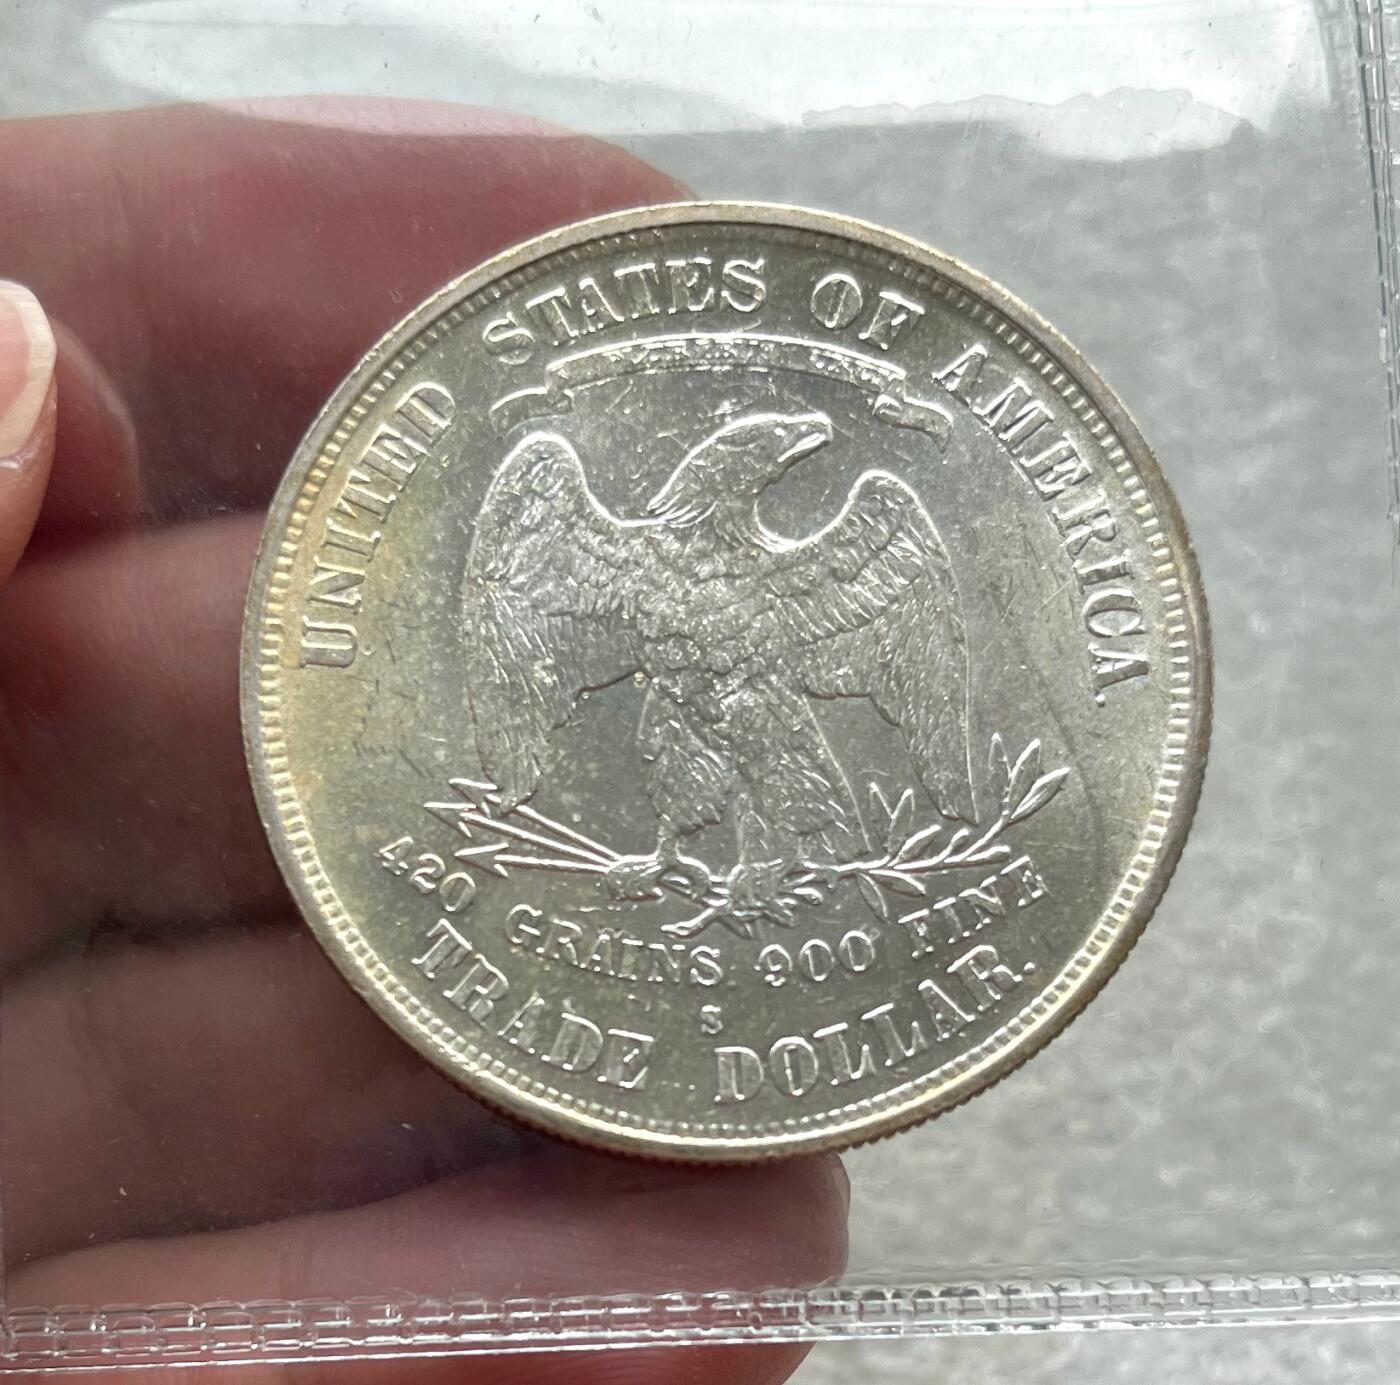 UNITED STATES OF AMERICA
420 GRAINS. 900 FINE.
S
TRADE DOLLAR.